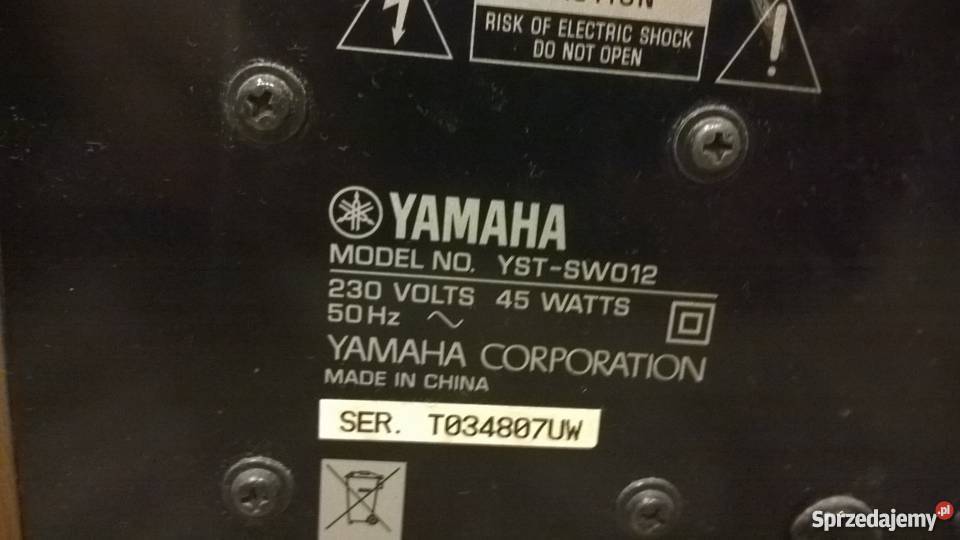 RISK OF ELECTRIC SHOCK
DO NOT OPEN
YAMAHA
MODEL NO. YST-SW012
230 VOLTS 45 WATTS
50Hz ~
YAMAHA CORPORATION
MADE IN CHINA
SER. T034807UW
Sprzedajemy.pl